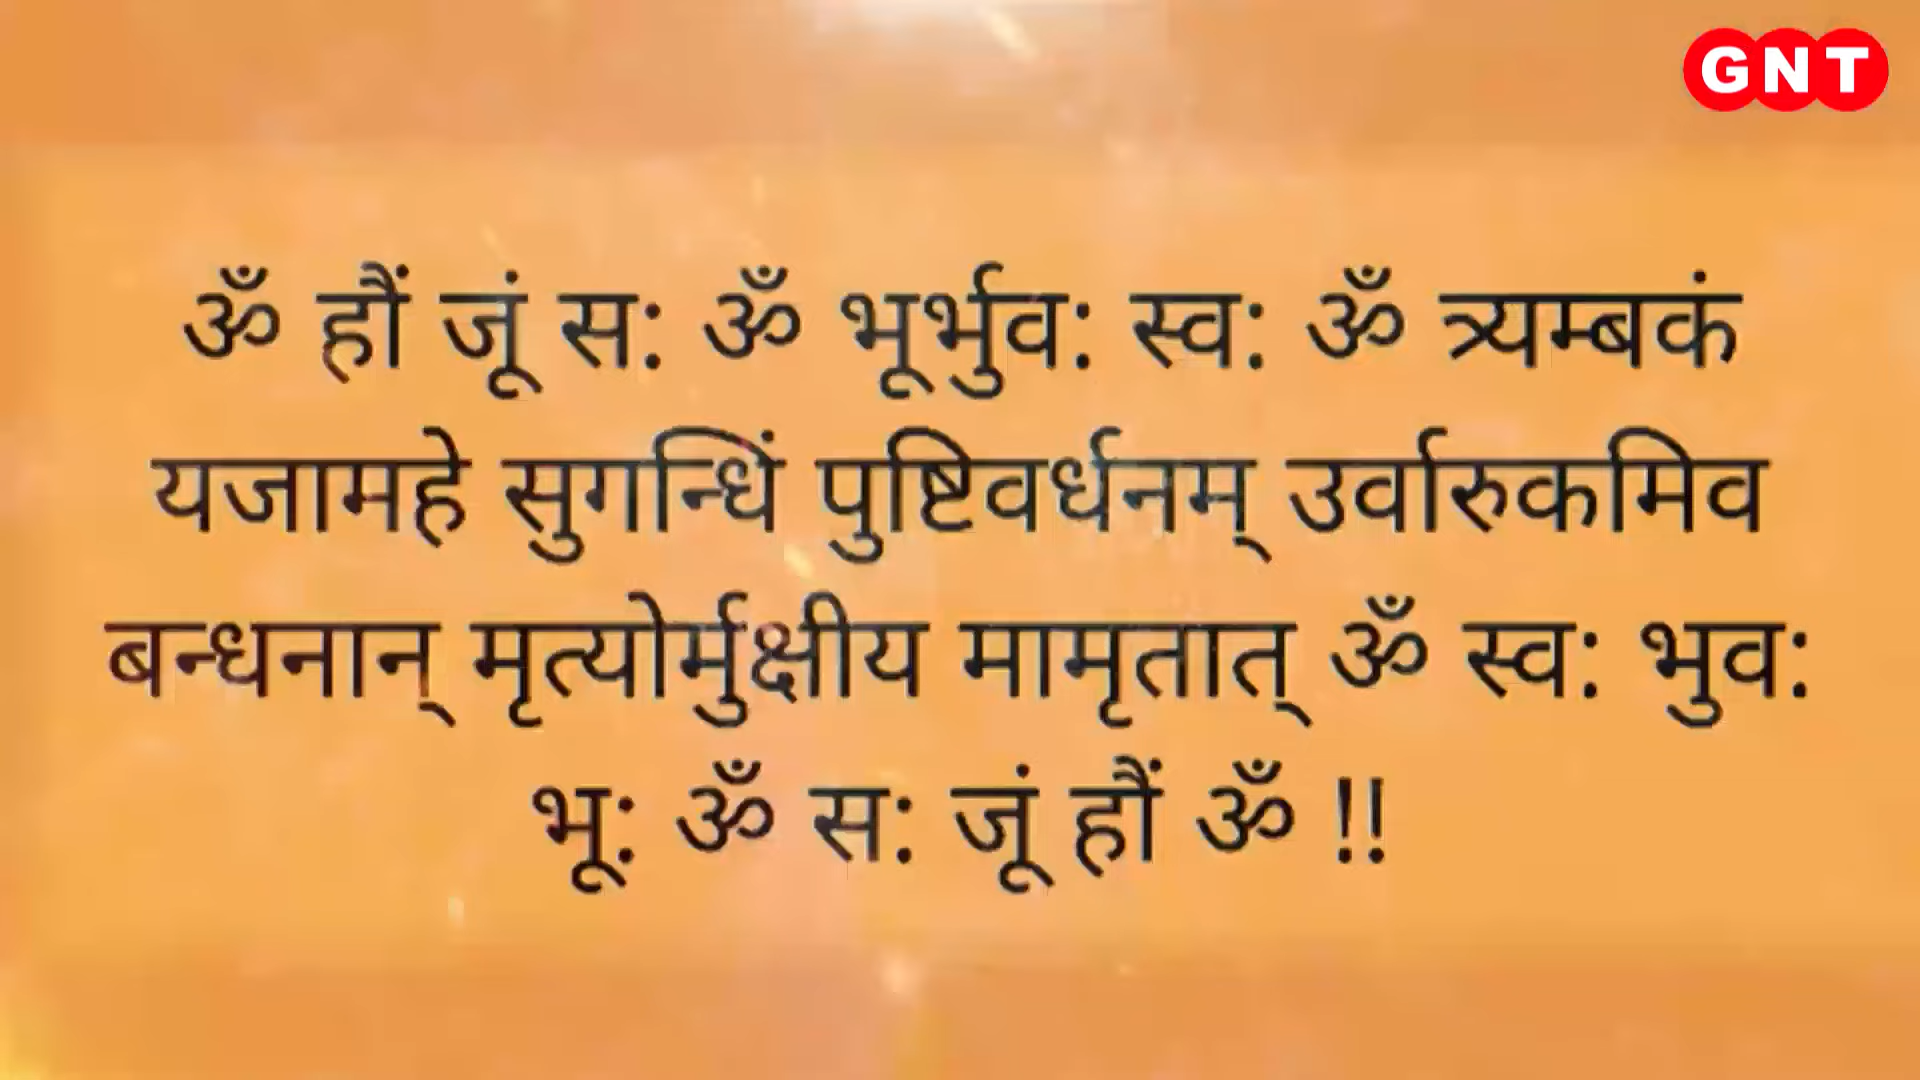 GNT
ॐ हौं जूं स: ॐ भूर्भुव: स्व: ॐ त्र्यम्बकं
यजामहे सुगन्धिं पुष्टिवर्धनम् उर्वारुकमिव
बन्धनान् मृत्योर्मुक्षीय मामृतात् ॐ स्व: भुव:
भू: ॐ स: जूं हौं ॐ !!